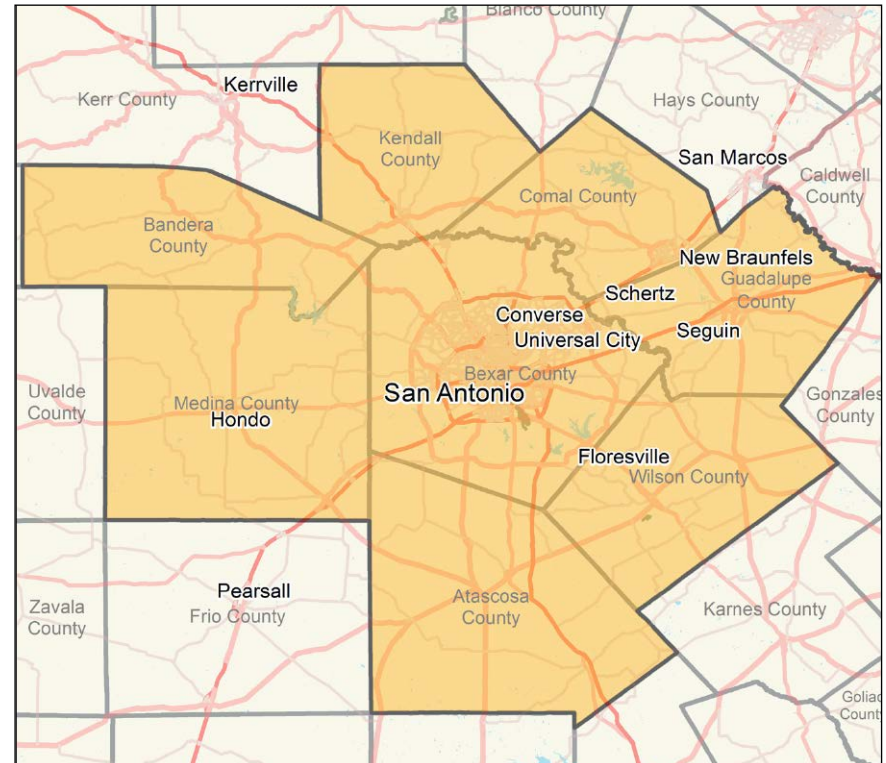 Blanco County
Kerrville
Kerr County
Hays County
Kendall
County
San Marcos
Caldwell
County
Comal County
Bandera
County
New Braunfels
Guadalupe
County
Schertz
Converse
Universal City
Seguin
Bexar County
San Antonio
Uvalde
County
Medina County
Hondo
Gonzales
County
Floresville
Wilson County
Pearsall
Frio County
Zavala
County
Atascosa
County
Karnes County
Goliad
County